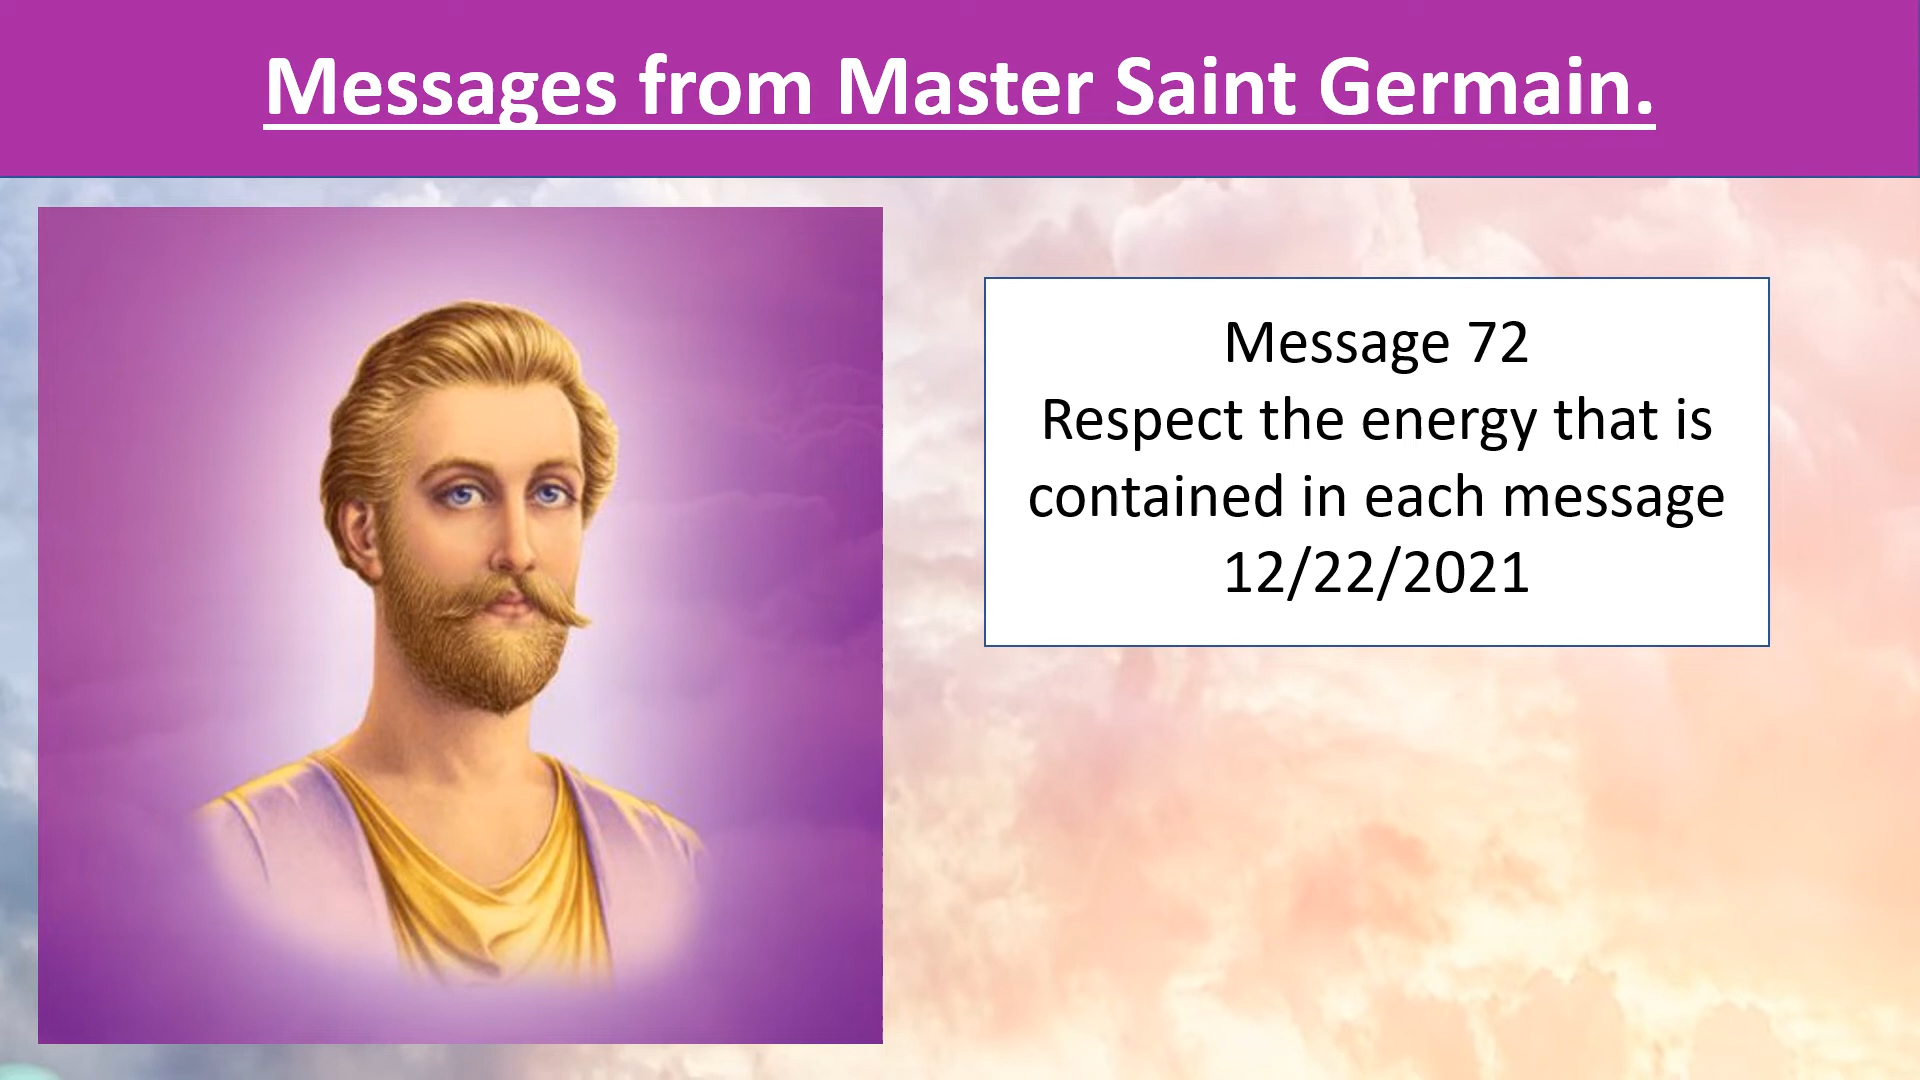 Messages from Master Saint Germain.
Message 72
Respect the energy that is
contained in each message
12/22/2021